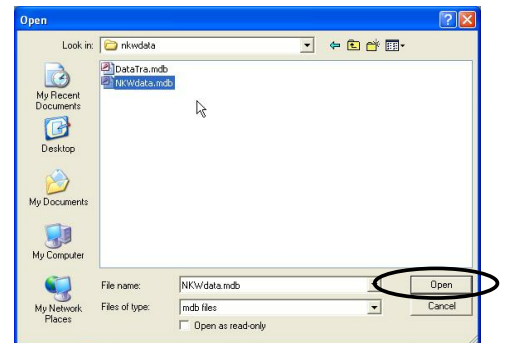 Open
Look in: nkwdata
DataTra.mdb
NKWdata.mdb
My Recent
Documents
Desktop
My Documents
My Computer
My Network
Places
File name: NKWdata.mdb Open
Files of type: mdb files Cancel
Open as read-only